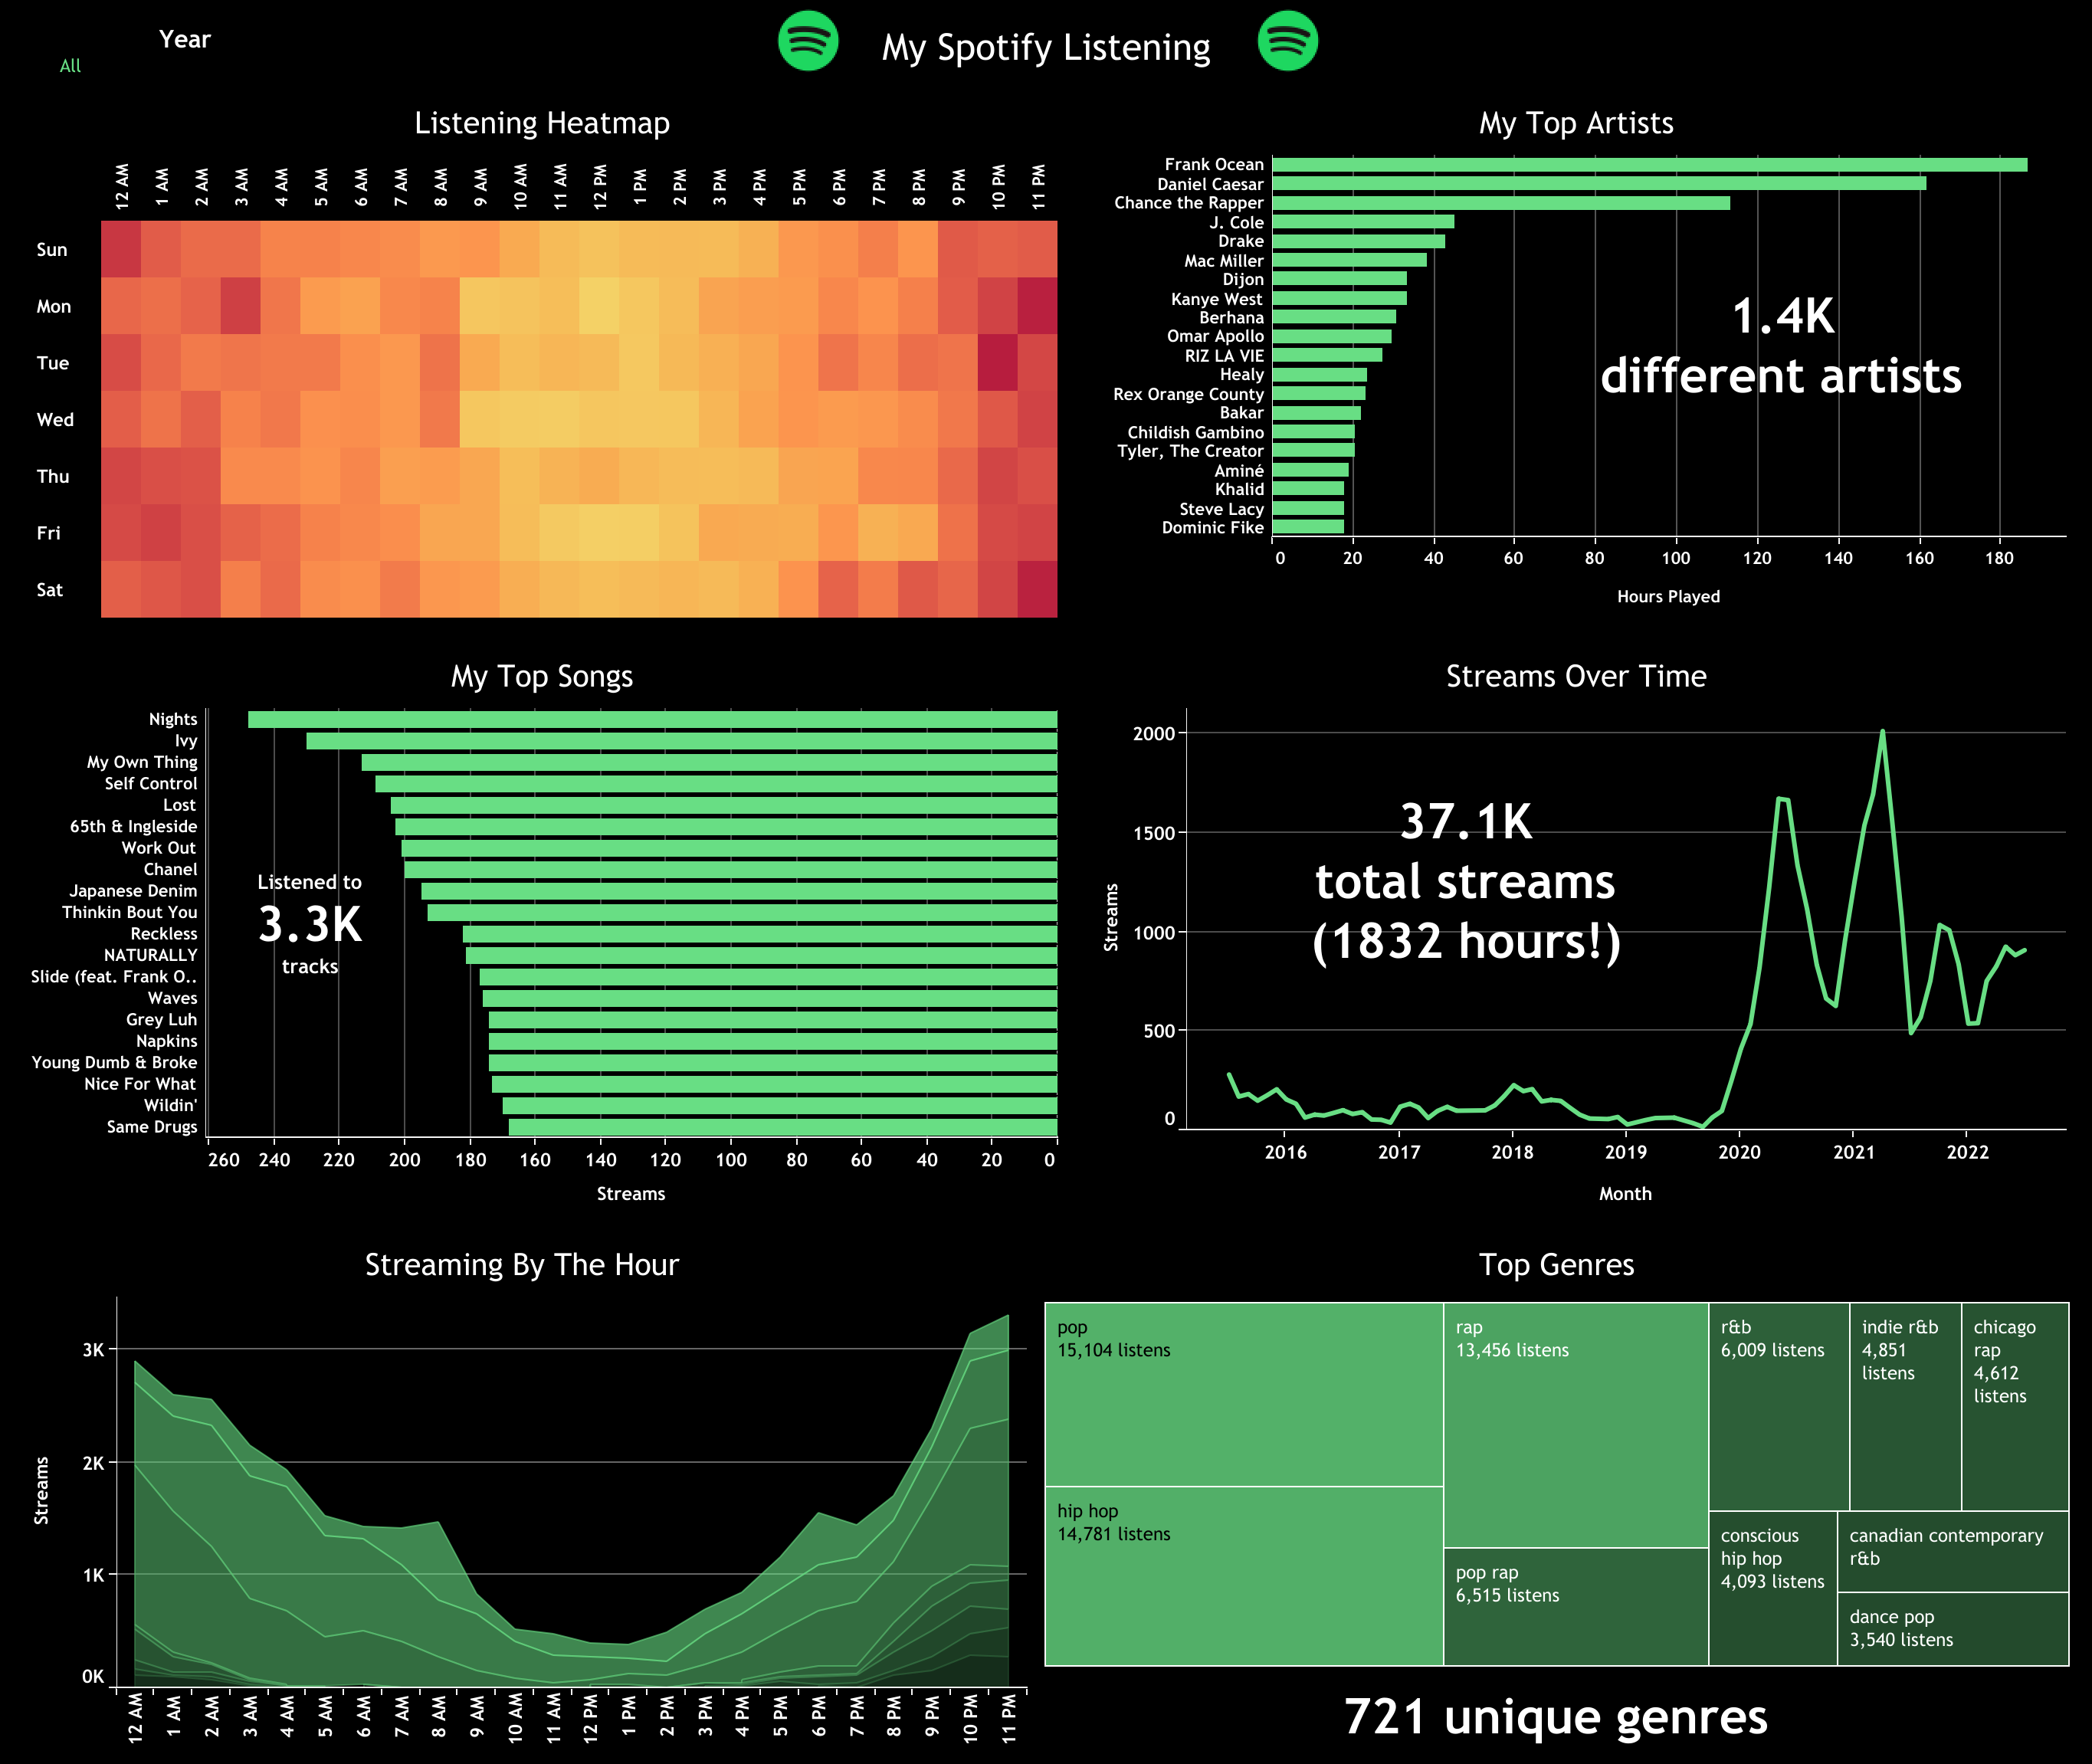 Year
All
My Spotify Listening
Listening Heatmap
12 AM
1 AM
2 AM
3 AM
4 AM
5 AM
6 AM
7 AM
8 AM
9 AM
10 AM
11 AM
12 PM
1 PM
2 PM
3 PM
4 PM
5 PM
6 PM
7 PM
8 PM
9 PM
10 PM
11 PM
Sun
Mon
Tue
Wed
Thu
Fri
Sat
My Top Artists
Frank Ocean
Daniel Caesar
Chance the Rapper
J. Cole
Drake
Mac Miller
Dijon
Kanye West
Berhana
Omar Apollo
RIZ LA VIE
Healy
Rex Orange County
Bakar
Childish Gambino
Tyler, The Creator
Aminé
Khalid
Steve Lacy
Dominic Fike
1.4K
different artists
0 20 40 60 80 100 120 140 160 180
Hours Played
My Top Songs
Nights
Ivy
My Own Thing
Self Control
Lost
65th & Ingleside
Work Out
Chanel
Japanese Denim
Thinkin Bout You
Reckless
NATURALLY
Slide (feat. Frank O..
Waves
Grey Luh
Napkins
Young Dumb & Broke
Nice For What
Wildin'
Same Drugs
Listened to
3.3K
tracks
260 240 220 200 180 160 140 120 100 80 60 40 20 0
Streams
Streams Over Time
2000
1500
1000
500
0
Streams
37.1K
total streams
(1832 hours!)
2016 2017 2018 2019 2020 2021 2022
Month
Streaming By The Hour
3K
2K
1K
0K
Streams
12 AM
1 AM
2 AM
3 AM
4 AM
5 AM
6 AM
7 AM
8 AM
9 AM
10 AM
11 AM
12 PM
1 PM
2 PM
3 PM
4 PM
5 PM
6 PM
7 PM
8 PM
9 PM
10 PM
11 PM
Top Genres
pop
15,104 listens
hip hop
14,781 listens
rap
13,456 listens
pop rap
6,515 listens
r&b
6,009 listens
indie r&b
4,851
listens
chicago
rap
4,612
listens
conscious
hip hop
4,093 listens
canadian contemporary
r&b
dance pop
3,540 listens
721 unique genres